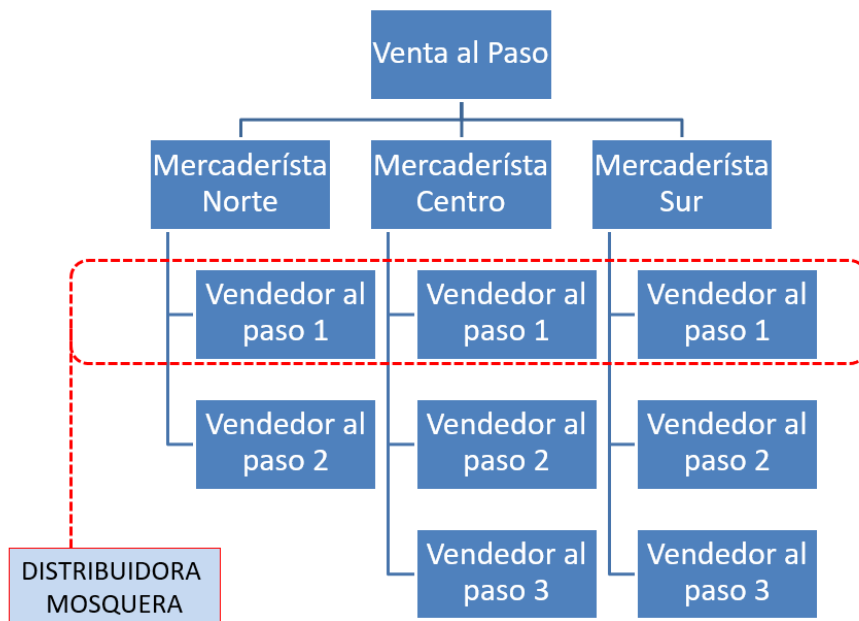 Venta al Paso
Mercaderísta
Norte
Mercaderísta
Centro
Mercaderísta
Sur
Vendedor al
paso 1
Vendedor al
paso 1
Vendedor al
paso 1
Vendedor al
paso 2
Vendedor al
paso 2
Vendedor al
paso 2
Vendedor al
paso 3
Vendedor al
paso 3
DISTRIBUIDORA
MOSQUERA